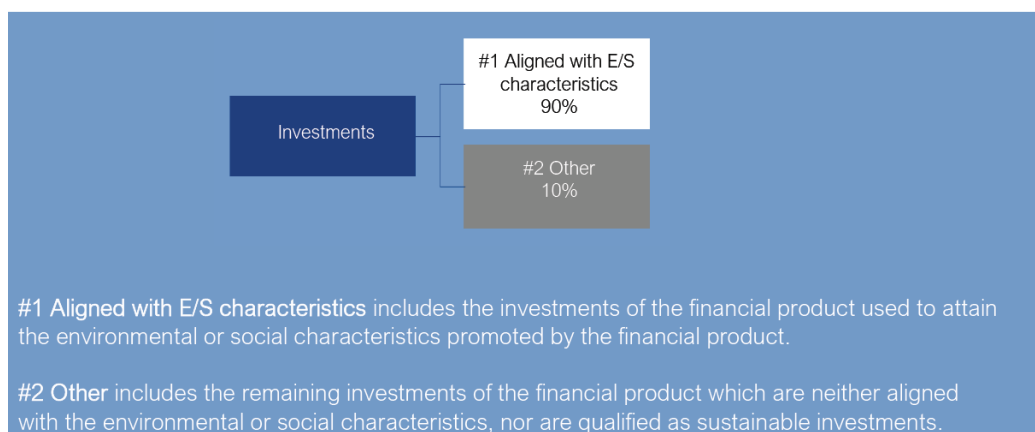 #1 Aligned with E/S
characteristics
90%
Investments
#2 Other
10%
#1 Aligned with E/S characteristics includes the investments of the financial product used to attain
the environmental or social characteristics promoted by the financial product.
#2 Other includes the remaining investments of the financial product which are neither aligned
with the environmental or social characteristics, nor are qualified as sustainable investments.